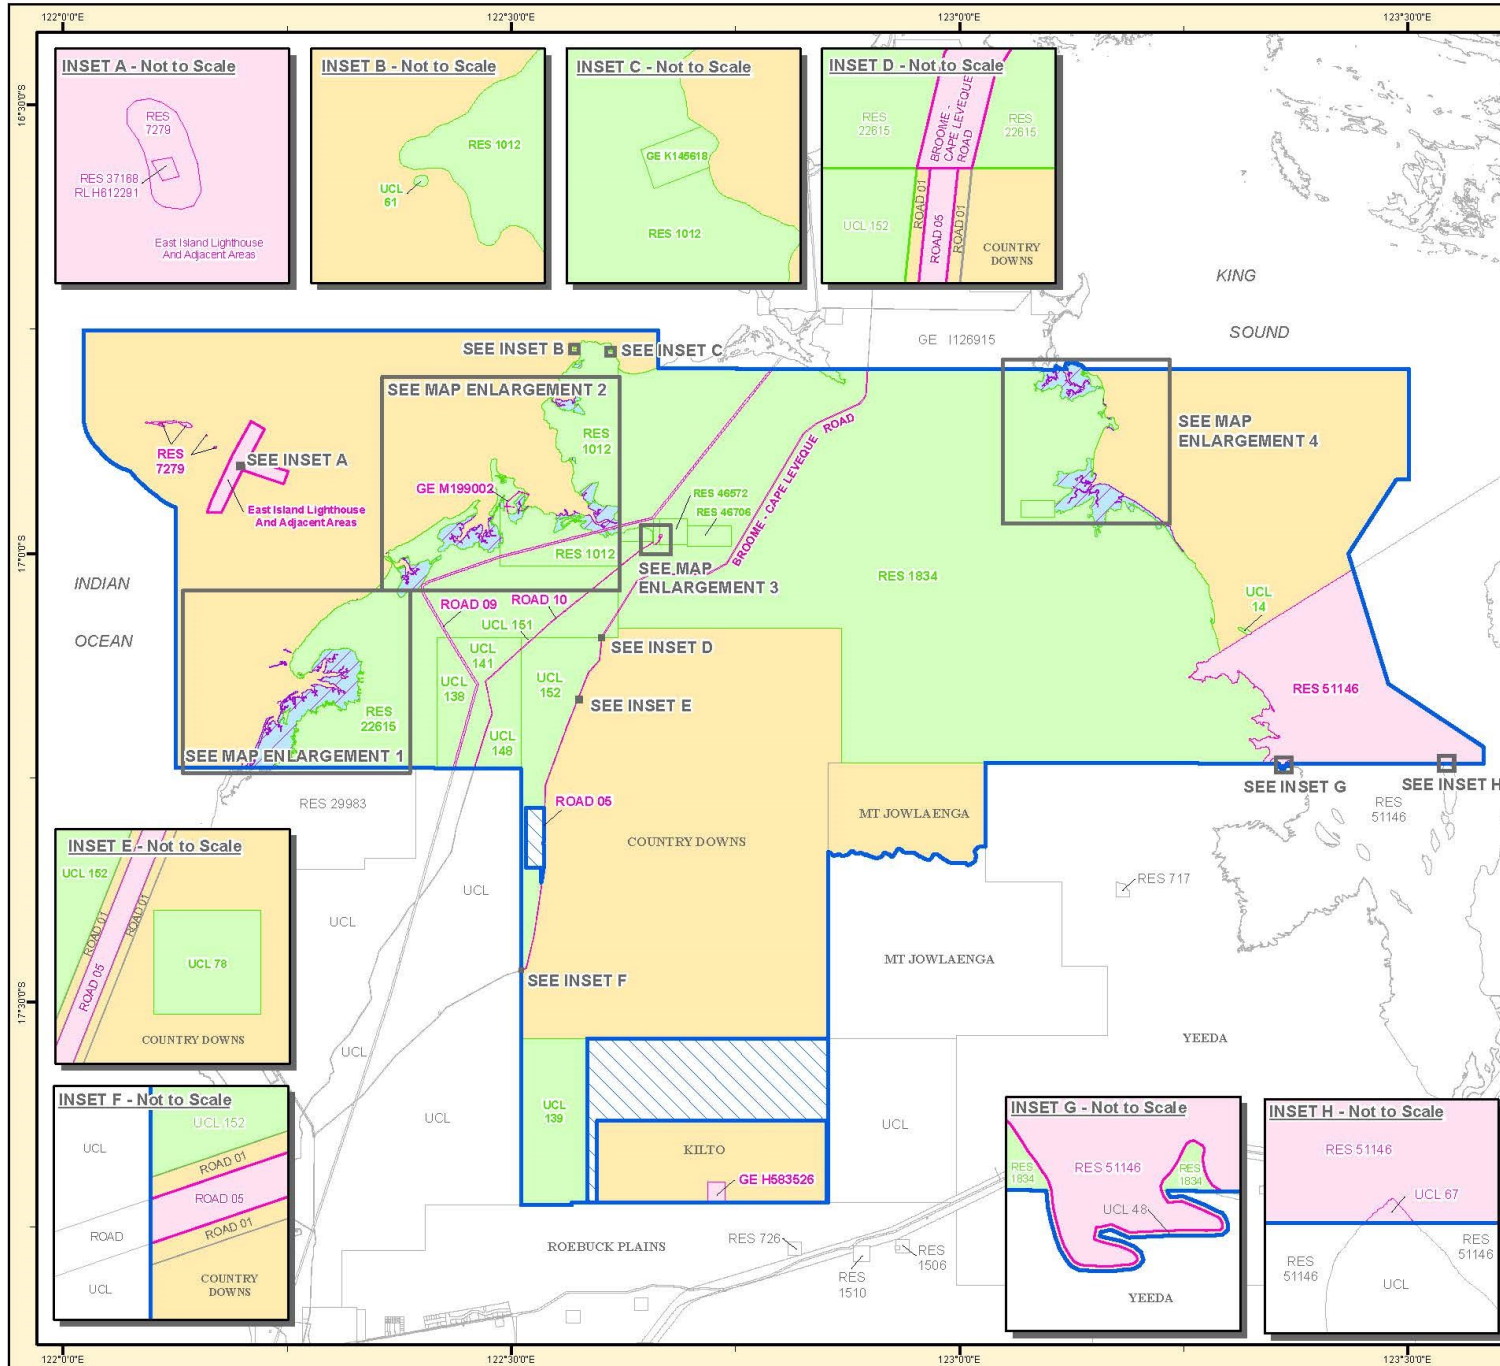 122°0'0"E
122°30'0"E
123°0'0"E
123°30'0"E
16°30'0"S
17°0'0"S
17°30'0"S
INSET A - Not to Scale
RES
7279
RES 37168
RL H612291
East Island Lighthouse
And Adjacent Areas
INSET B - Not to Scale
RES 1012
UCL
61
INSET C - Not to Scale
GE K145618
RES 1012
INSET D - Not to Scale
RES
22615
BROOME -
CAPE LEVEQUE
ROAD
RES
22615
UCL 152
ROAD 01
ROAD 05
ROAD 01
COUNTRY
DOWNS
KING
SOUND
GE I126915
SEE INSET B
SEE INSET C
SEE MAP ENLARGEMENT 2
RES
1012
SEE MAP
ENLARGEMENT 4
RES
7279
SEE INSET A
East Island Lighthouse
And Adjacent Areas
GE M199002
RES 46572
RES 46706
BROOME - CAPE LEVEQUE ROAD
RES 1012
SEE MAP
ENLARGEMENT 3
RES 1834
INDIAN
OCEAN
ROAD 09
ROAD 10
UCL 151
UCL
14
UCL
141
SEE INSET D
UCL
138
UCL
152
SEE INSET E
RES 51146
RES
22615
UCL
148
SEE MAP ENLARGEMENT 1
SEE INSET G
SEE INSET H
RES 29983
ROAD 05
RES
51146
MT JOWLAENGA
COUNTRY DOWNS
INSET E - Not to Scale
UCL 152
ROAD 01
ROAD 01
ROAD 05
UCL 78
COUNTRY DOWNS
UCL
UCL
RES 717
MT JOWLAENGA
SEE INSET F
UCL
YEEDA
INSET F - Not to Scale
UCL 152
UCL
ROAD 01
ROAD 05
ROAD 01
ROAD
UCL
COUNTRY
DOWNS
UCL
UCL
139
KILTO
GE H583526
UCL
ROEBUCK PLAINS
RES 726
RES
1510
RES
1506
INSET G - Not to Scale
RES
1834
RES 51146
RES
1834
UCL 48
YEEDA
INSET H - Not to Scale
RES 51146
UCL 67
RES
51146
RES
51146
UCL
122°0'0"E
122°30'0"E
123°0'0"E
123°30'0"E